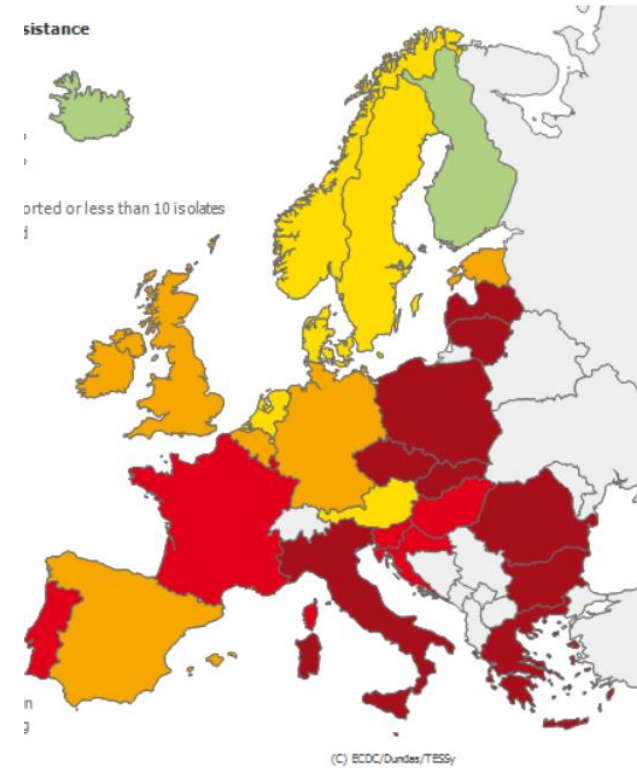 sistance
orted or less than 10 isolates
d
n
g
(C) ECDC/Dundas/TESSy